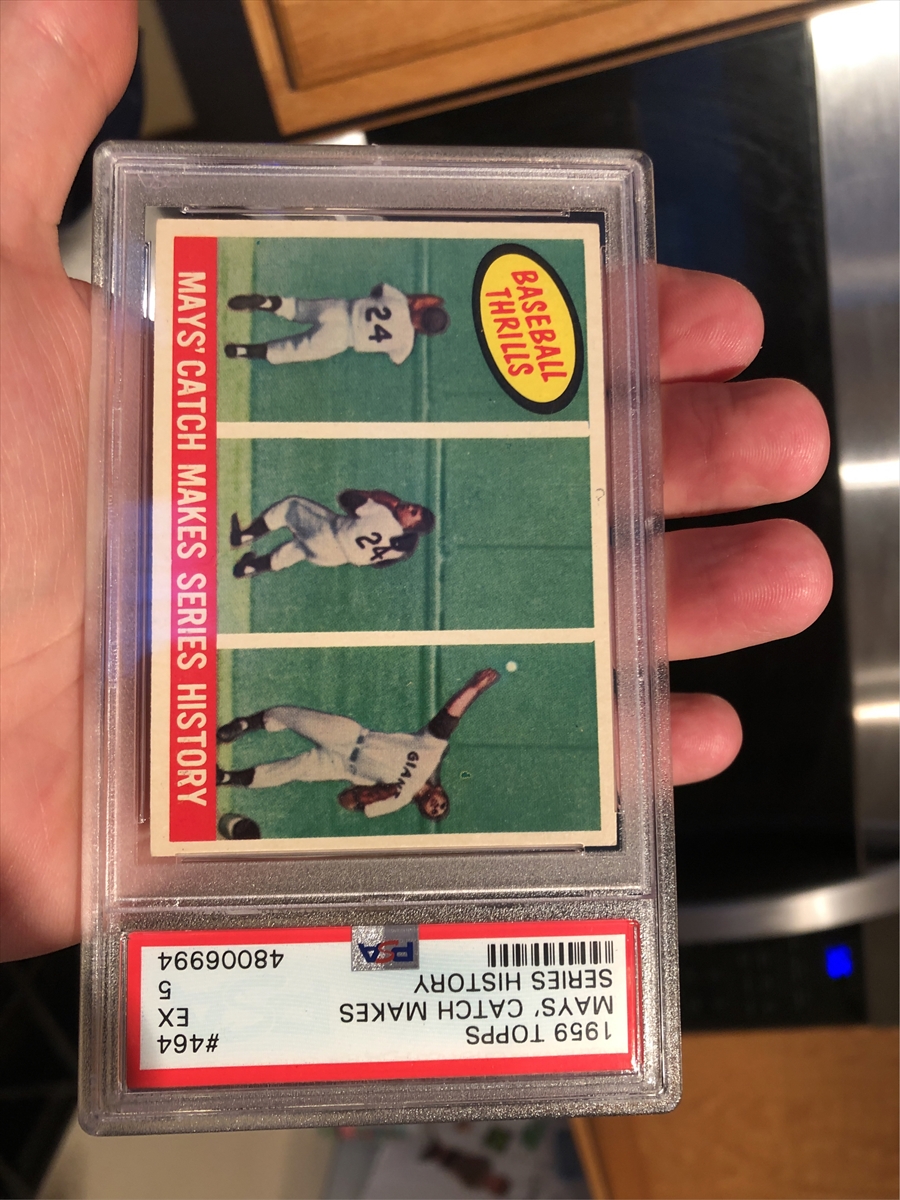 1959 TOPPS
MAYS' CATCH MAKES
SERIES HISTORY
#464
EX
5
PSA
48006994
BASEBALL
THRILLS
24
24
GIANT
MAYS' CATCH MAKES SERIES HISTORY